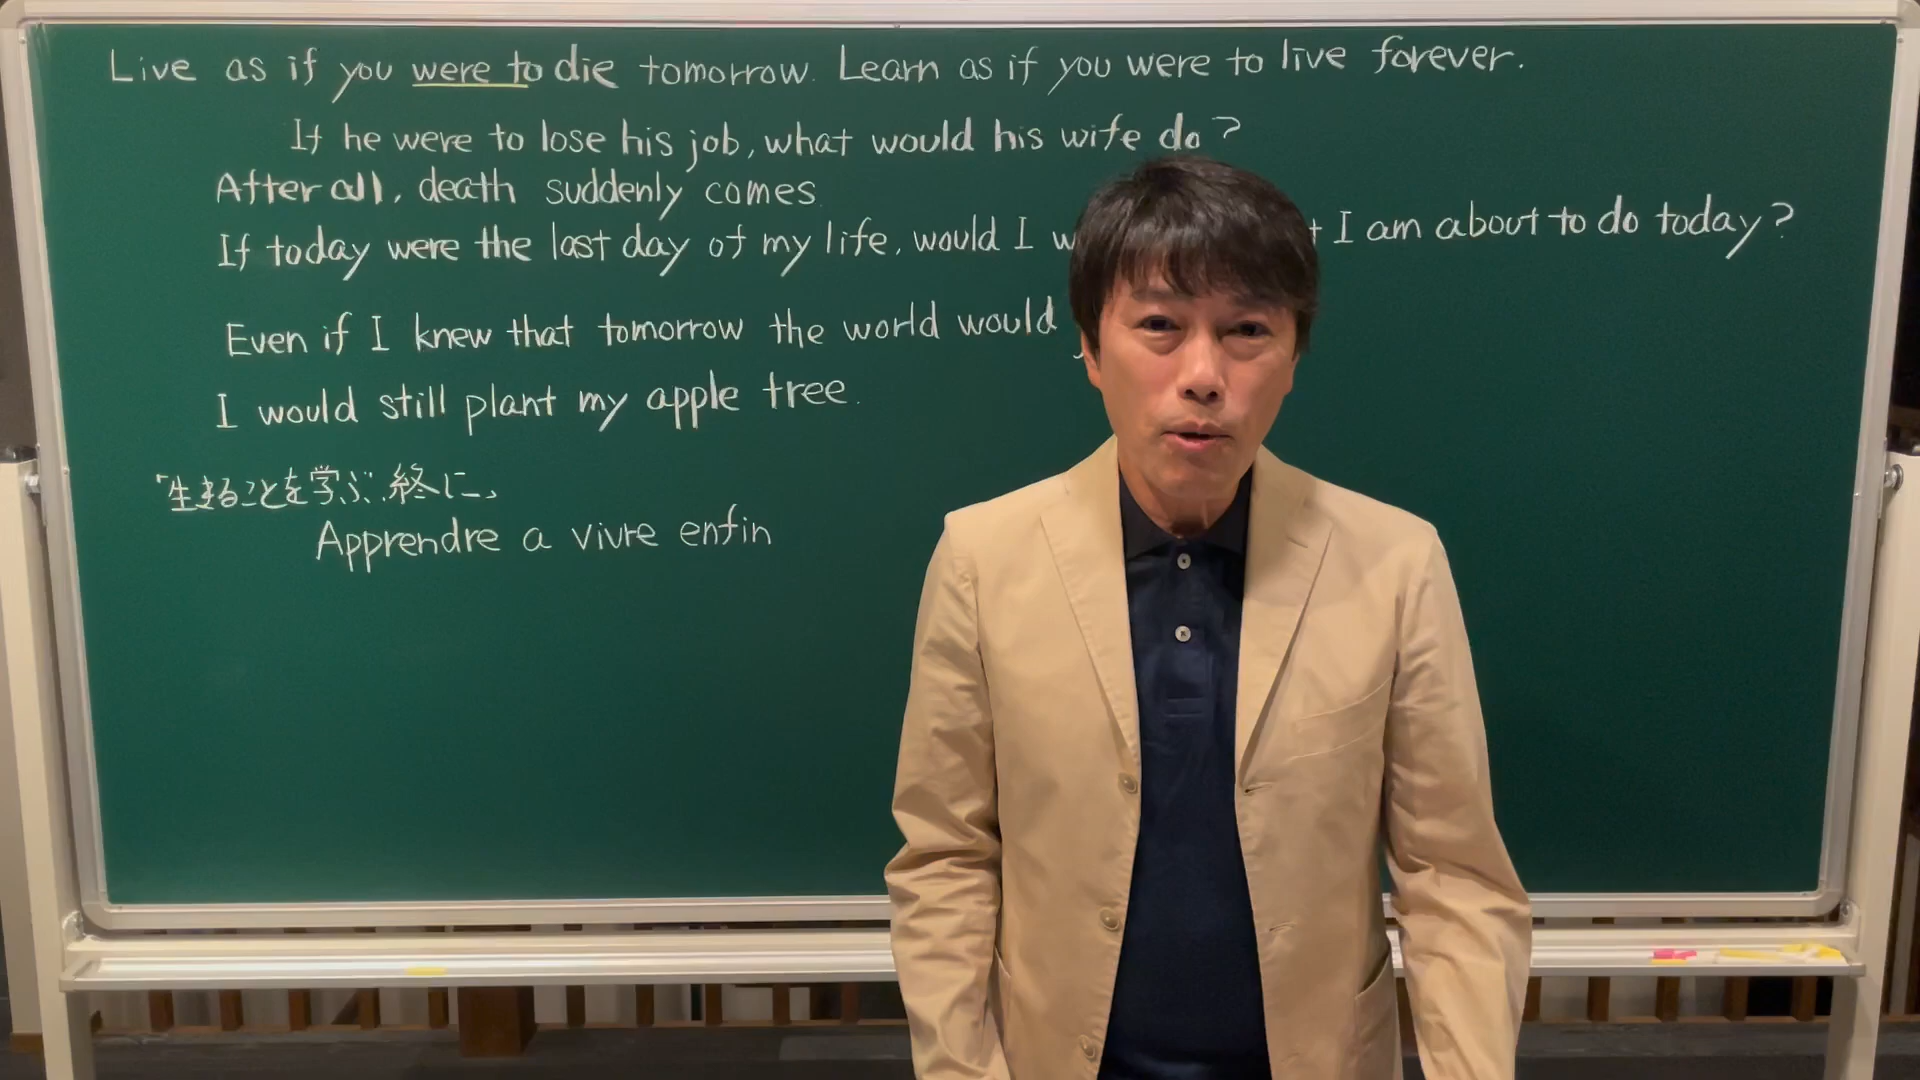 Live as if you were to die tomorrow. Learn as if you were to live forever.
If he were to lose his job, what would his wife do?
After all, death suddenly comes
If today were the last day of my life, would I I am about to do today?
Even if I knew that tomorrow the world would
I would still plant my apple tree.
「生きることを学ぶ、終に」
Apprendre a vivre enfin